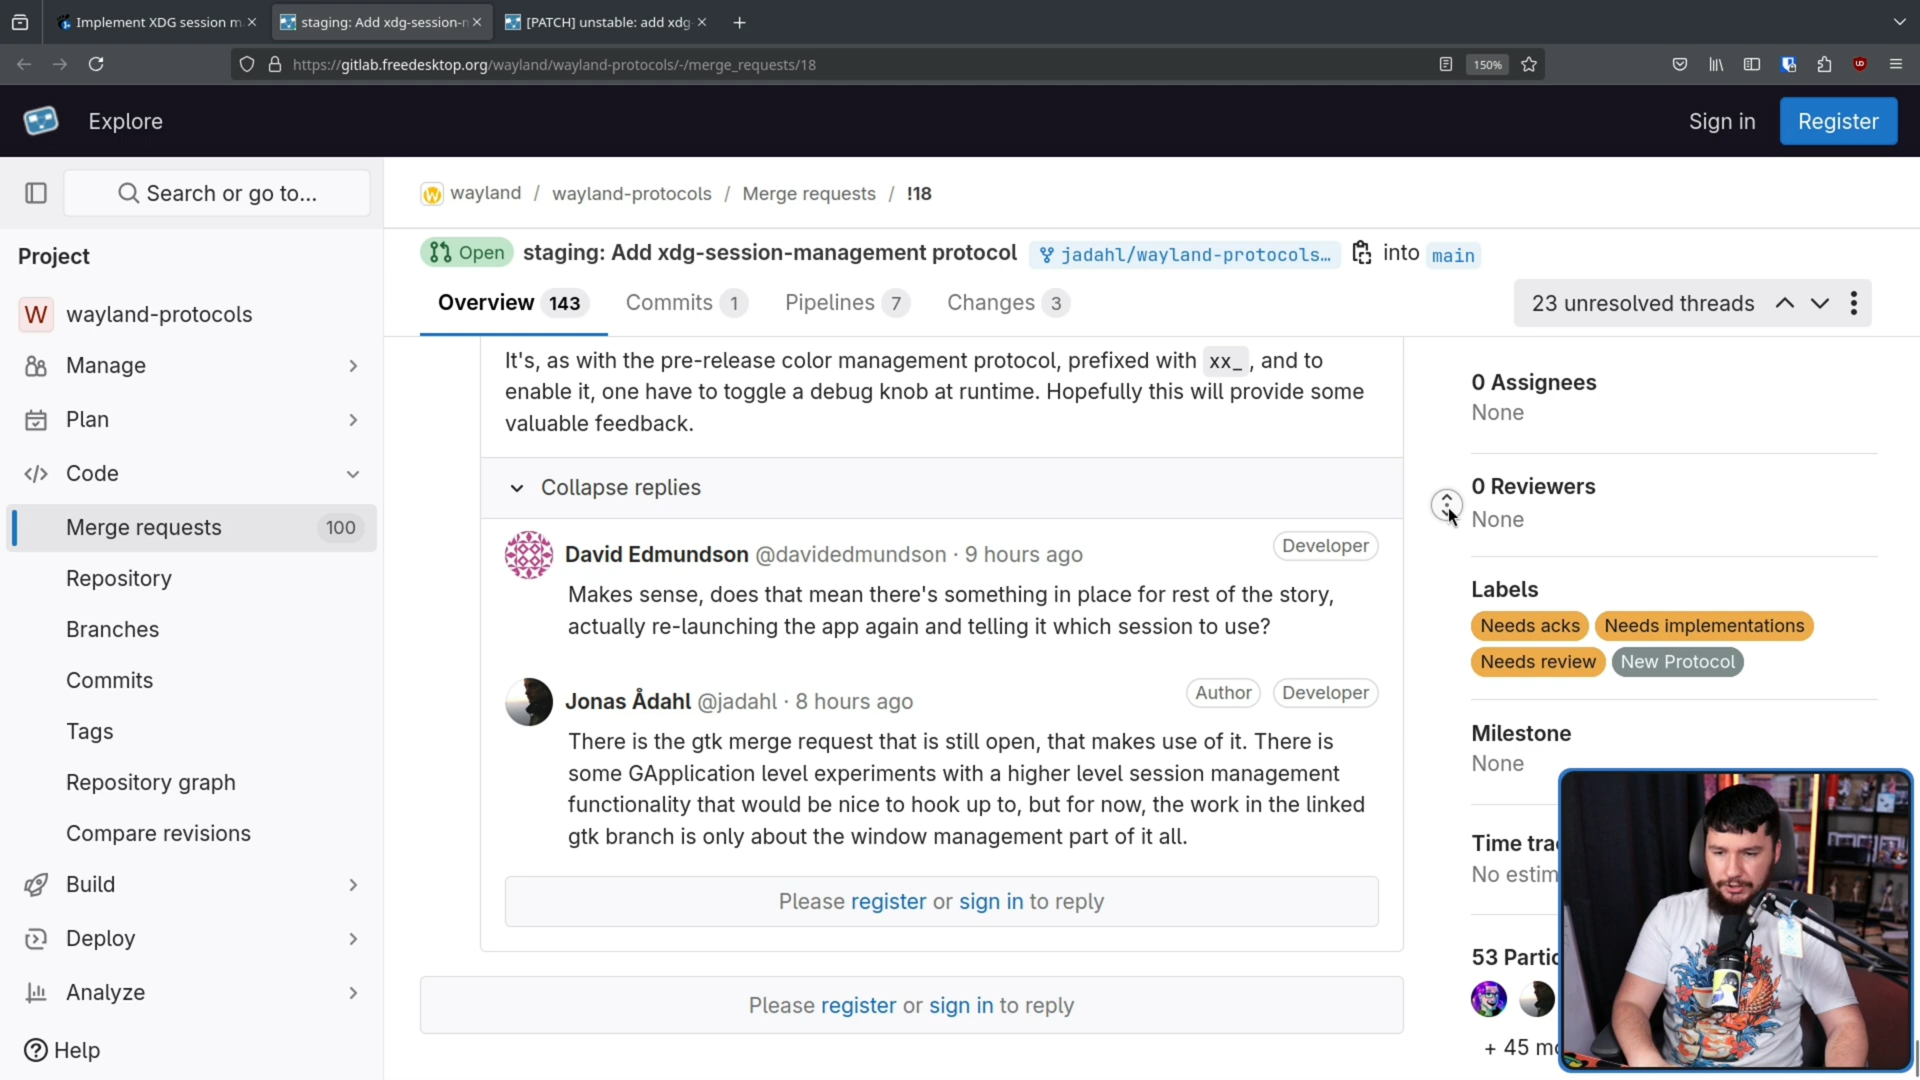 Implement XDG session m
staging: Add xdg-session-r
[PATCH] unstable: add xdg
https://gitlab.freedesktop.org/wayland/wayland-protocols/-/merge_requests/18
150%
Explore
Sign in
Register
Search or go to...
wayland / wayland-protocols / Merge requests / !18
Open staging: Add xdg-session-management protocol jadahl/wayland-protocols… into main
Overview 143 Commits 1 Pipelines 7 Changes 3
23 unresolved threads
Project
W wayland-protocols
Manage
Plan
Code
Merge requests 100
Repository
Branches
Commits
Tags
Repository graph
Compare revisions
Build
Deploy
Analyze
Help
It's, as with the pre-release color management protocol, prefixed with xx_ , and to
enable it, one have to toggle a debug knob at runtime. Hopefully this will provide some
valuable feedback.
Collapse replies
David Edmundson @davidedmundson · 9 hours ago Developer
Makes sense, does that mean there's something in place for rest of the story,
actually re-launching the app again and telling it which session to use?
Jonas Ådahl @jadahl · 8 hours ago Author Developer
There is the gtk merge request that is still open, that makes use of it. There is
some GApplication level experiments with a higher level session management
functionality that would be nice to hook up to, but for now, the work in the linked
gtk branch is only about the window management part of it all.
Please register or sign in to reply
Please register or sign in to reply
0 Assignees
None
0 Reviewers
None
Labels
Needs acks Needs implementations
Needs review New Protocol
Milestone
None
Time tra
No estim
53 Partic
+ 45 mo